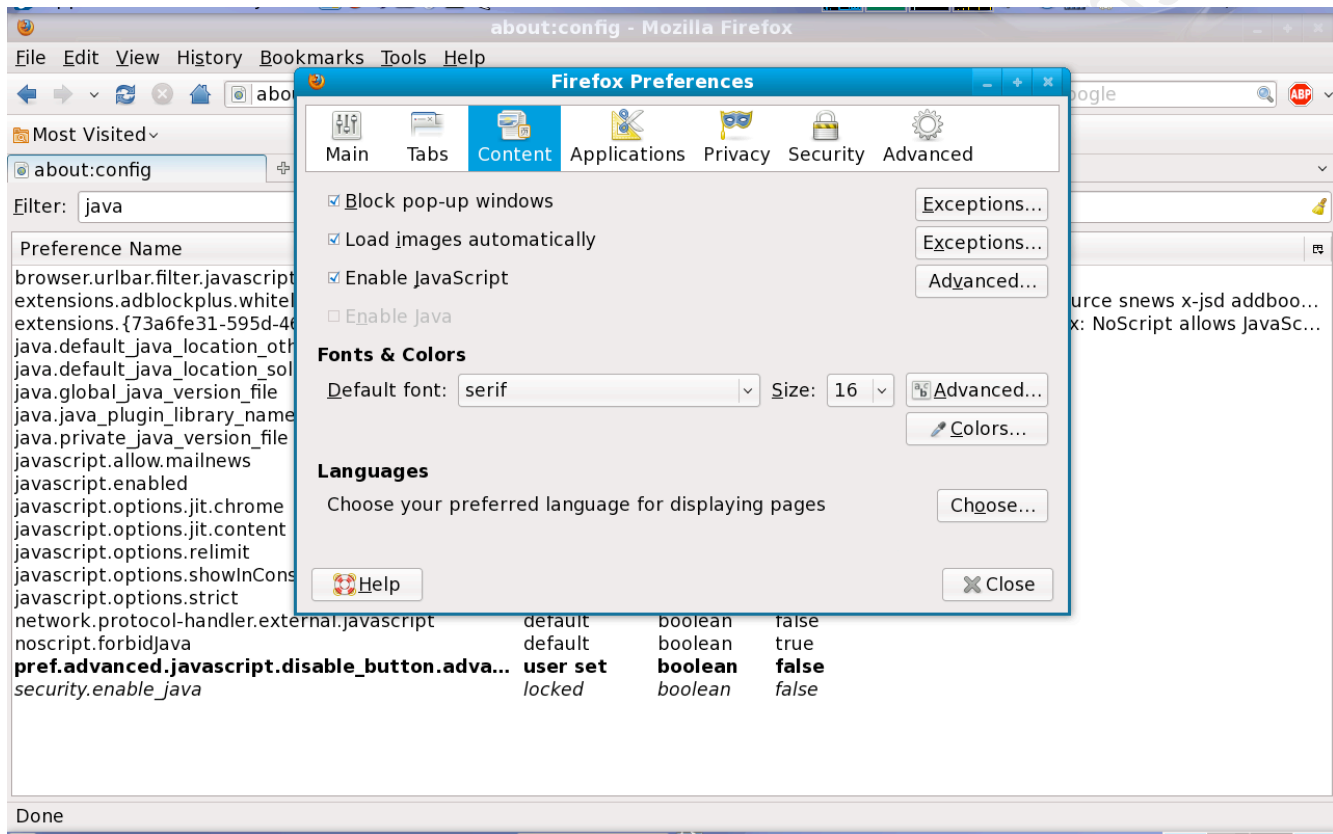 about:config - Mozilla Firefox
File Edit View History Bookmarks Tools Help
Firefox Preferences
abou
oogle
ABP
Most Visited
Main Tabs Content Applications Privacy Security Advanced
about:config
Block pop-up windows
Exceptions...
Filter: java
Load images automatically
Exceptions...
Preference Name
Enable JavaScript
Advanced...
browser.urlbar.filter.javascript
extensions.adblockplus.whitel
urce snews x-jsd addboo...
Enable Java
extensions.{73a6fe31-595d-46
x: NoScript allows JavaSc...
java.default_java_location_oth
Fonts & Colors
java.default_java_location_sol
Default font: serif Size: 16 Advanced...
java.global_java_version_file
java.java_plugin_library_name
Colors...
java.private_java_version_file
javascript.allow.mailnews
Languages
javascript.enabled
Choose your preferred language for displaying pages Choose...
javascript.options.jit.chrome
javascript.options.jit.content
javascript.options.relimit
javascript.options.showInCons
Help
Close
javascript.options.strict
network.protocol-handler.external.javascript default boolean false
noscript.forbidJava default boolean true
pref.advanced.javascript.disable_button.adva... user set boolean false
security.enable_java locked boolean false
Done